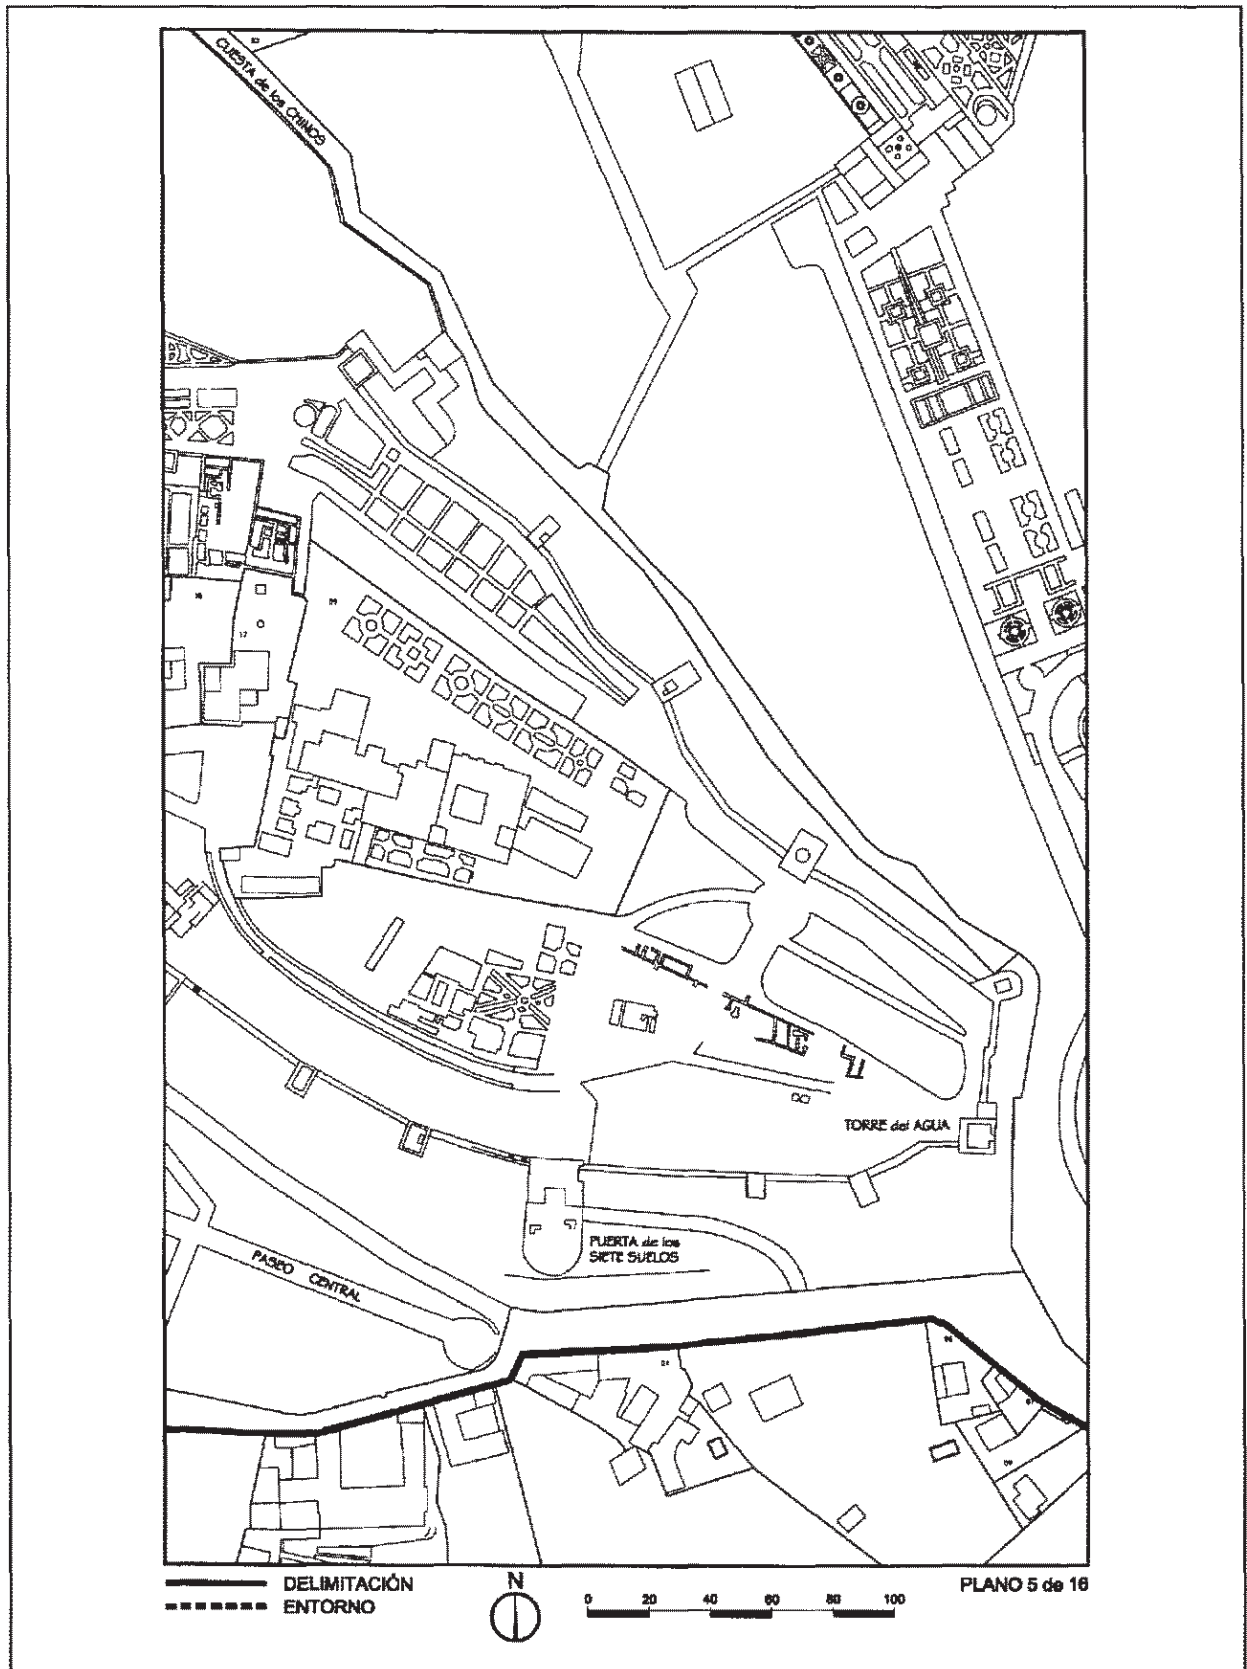 CUESTA de los CHINOS
17
TORRE del AGUA
PUERTA de los
SIETE SUELOS
PASEO CENTRAL
DELIMITACIÓN
ENTORNO
N
0 20 40 60 80 100
PLANO 5 de 16